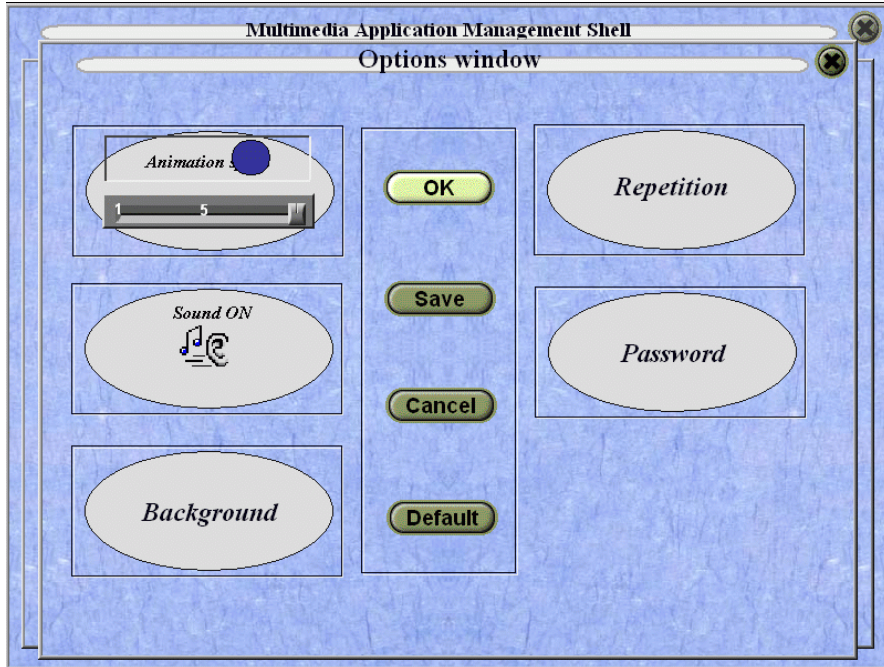 Multimedia Application Management Shell
Options window
Animation
1 5
Sound ON
Background
OK
Save
Cancel
Default
Repetition
Password